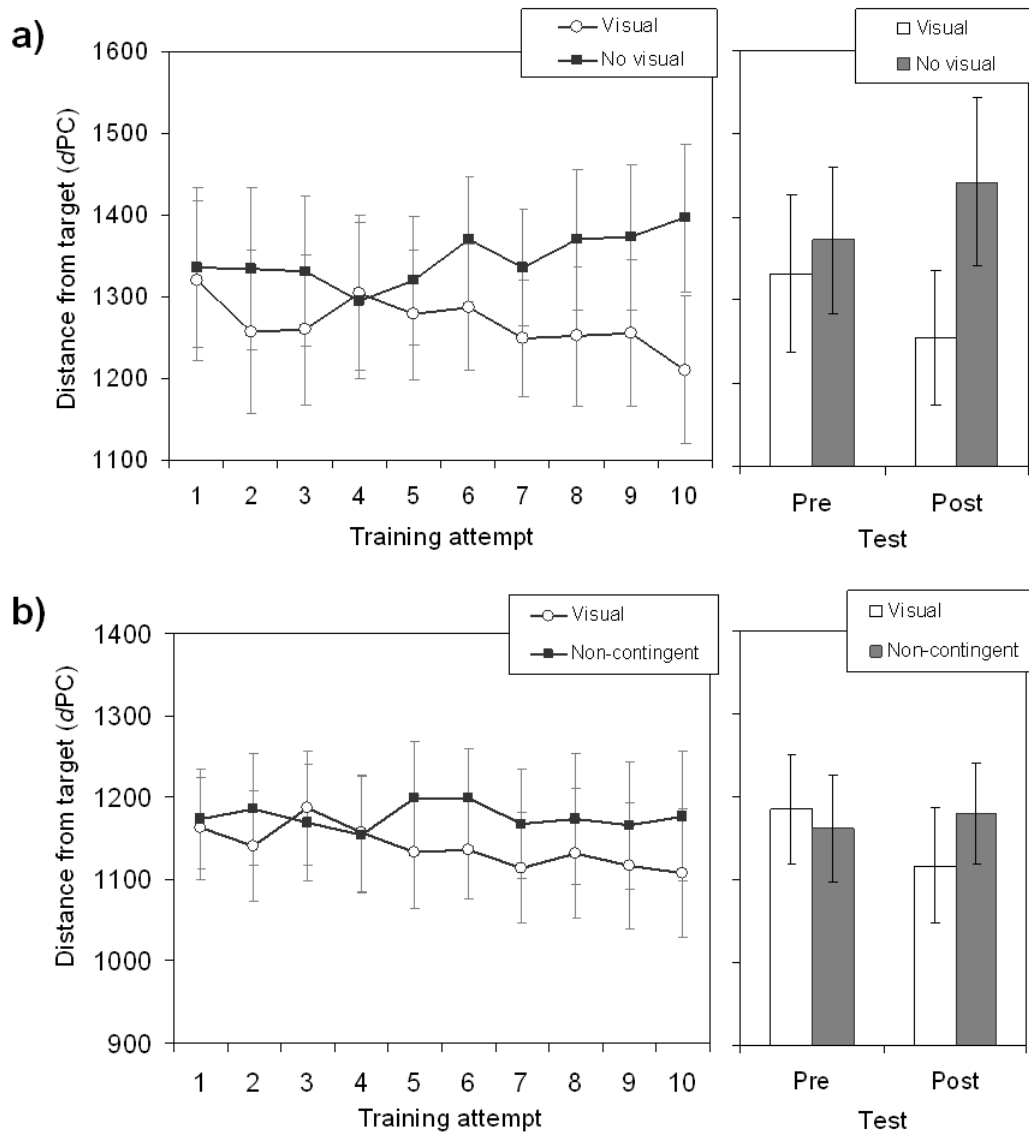 a)
Visual
No visual
Visual
No visual
Distance from target (dPC)
1600
1500
1400
1300
1200
1100
1 2 3 4 5 6 7 8 9 10
Training attempt
Pre Post
Test
b)
Visual
Non-contingent
Visual
Non-contingent
Distance from target (dPC)
1400
1300
1200
1100
1000
900
1 2 3 4 5 6 7 8 9 10
Training attempt
Pre Post
Test